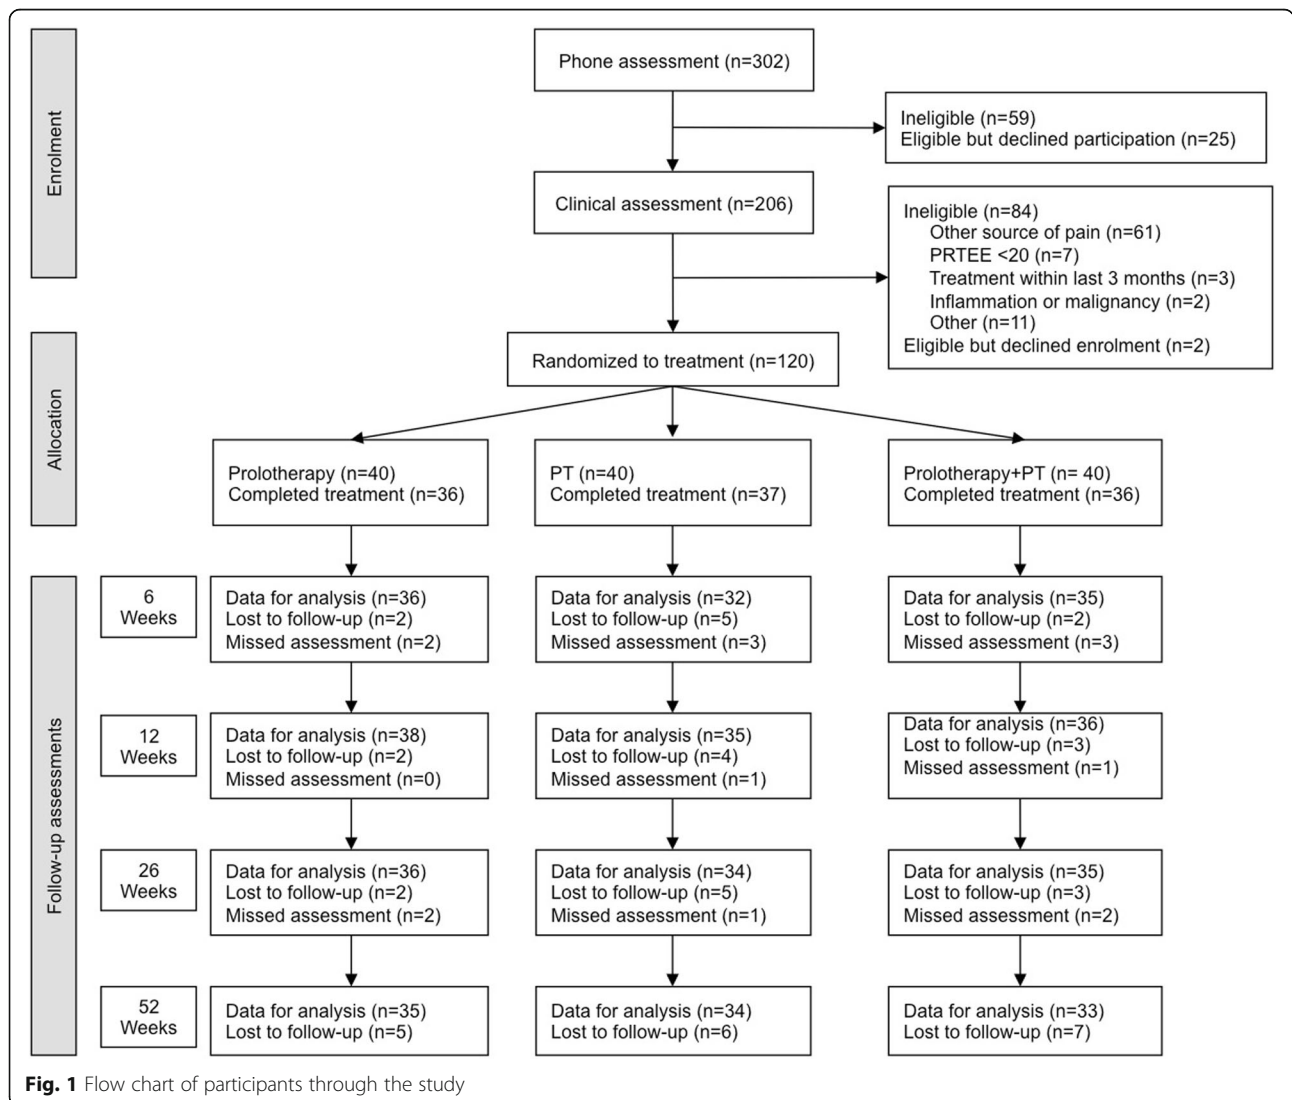 Enrolment
Phone assessment (n=302)
Ineligible (n=59)
Eligible but declined participation (n=25)
Clinical assessment (n=206)
Ineligible (n=84)
Other source of pain (n=61)
PRTEE <20 (n=7)
Treatment within last 3 months (n=3)
Inflammation or malignancy (n=2)
Other (n=11)
Eligible but declined enrolment (n=2)
Allocation
Randomized to treatment (n=120)
Prolotherapy (n=40)
Completed treatment (n=36)
PT (n=40)
Completed treatment (n=37)
Prolotherapy+PT (n= 40)
Completed treatment (n=36)
Follow-up assessments
6
Weeks
Data for analysis (n=36)
Lost to follow-up (n=2)
Missed assessment (n=2)
Data for analysis (n=32)
Lost to follow-up (n=5)
Missed assessment (n=3)
Data for analysis (n=35)
Lost to follow-up (n=2)
Missed assessment (n=3)
12
Weeks
Data for analysis (n=38)
Lost to follow-up (n=2)
Missed assessment (n=0)
Data for analysis (n=35)
Lost to follow-up (n=4)
Missed assessment (n=1)
Data for analysis (n=36)
Lost to follow-up (n=3)
Missed assessment (n=1)
26
Weeks
Data for analysis (n=36)
Lost to follow-up (n=2)
Missed assessment (n=2)
Data for analysis (n=34)
Lost to follow-up (n=5)
Missed assessment (n=1)
Data for analysis (n=35)
Lost to follow-up (n=3)
Missed assessment (n=2)
52
Weeks
Data for analysis (n=35)
Lost to follow-up (n=5)
Data for analysis (n=34)
Lost to follow-up (n=6)
Data for analysis (n=33)
Lost to follow-up (n=7)
Fig. 1 Flow chart of participants through the study